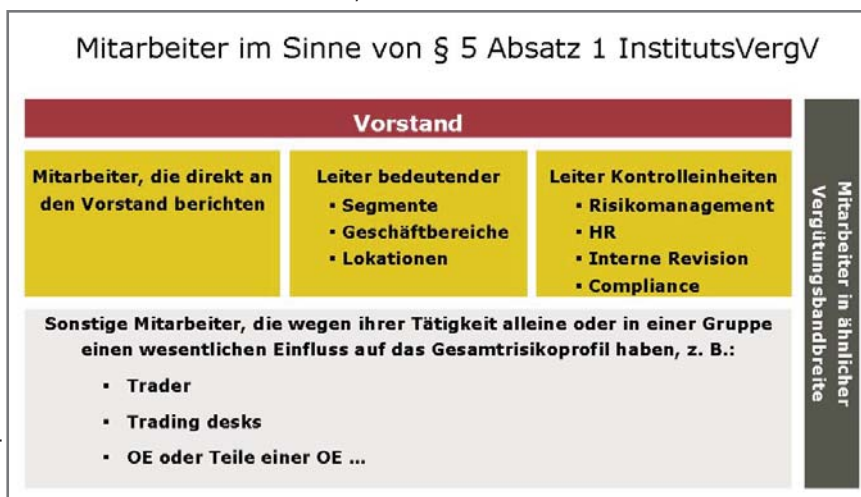 Mitarbeiter im Sinne von § 5 Absatz 1 InstitutsVergV
Vorstand
Mitarbeiter, die direkt an
den Vorstand berichten
Leiter bedeutender
▪ Segmente
▪ Geschäftbereiche
▪ Lokationen
Leiter Kontrolleinheiten
▪ Risikomanagement
▪ HR
▪ Interne Revision
▪ Compliance
Sonstige Mitarbeiter, die wegen ihrer Tätigkeit alleine oder in einer Gruppe
einen wesentlichen Einfluss auf das Gesamtrisikoprofil haben, z. B.:
▪ Trader
▪ Trading desks
▪ OE oder Teile einer OE ...
Mitarbeiter in ähnlicher
Vergütungsbandbreite